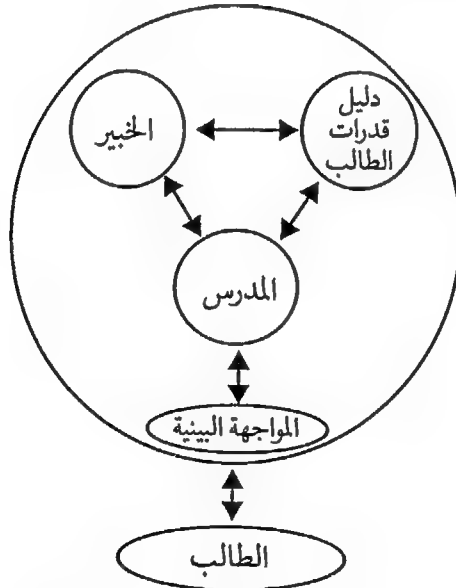 دليل
قدرات
الطالب
الخبير
المدرس
المواجهة البينية
الطالب